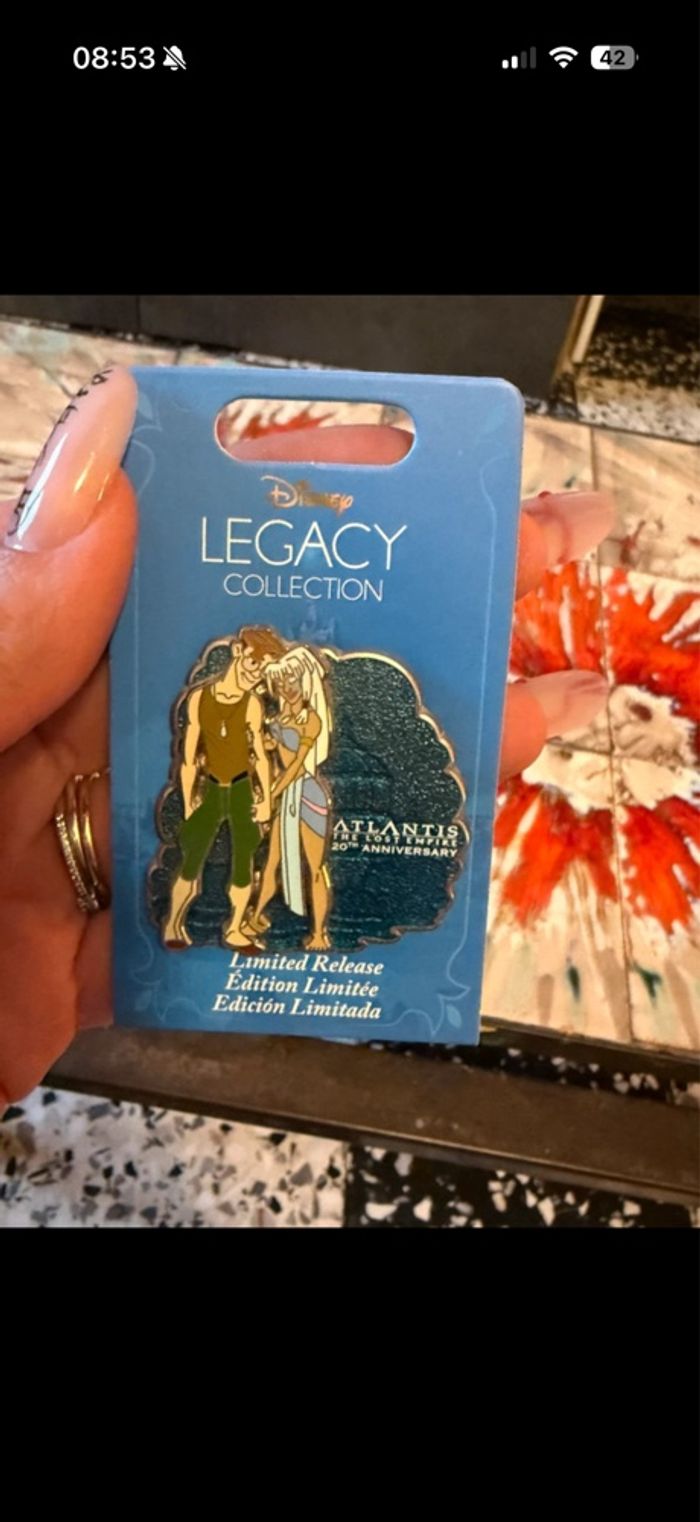 08:53
42
Disney
LEGACY
COLLECTION
ATLANTIS
THE LOST EMPIRE
20TH ANNIVERSARY
Limited Release
Édition Limitée
Edición Limitada